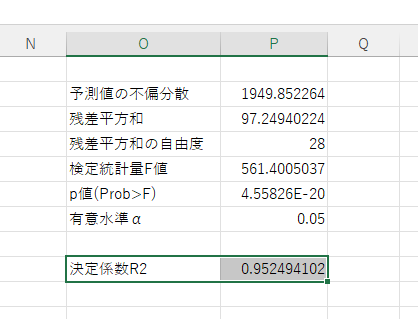 N O P Q
予測値の不偏分散 1949.852264
残差平方和 97.24940224
残差平方和の自由度 28
検定統計量F値 561.4005037
p値(Prob>F) 4.55826E-20
有意水準α 0.05
決定係数R2 0.952494102